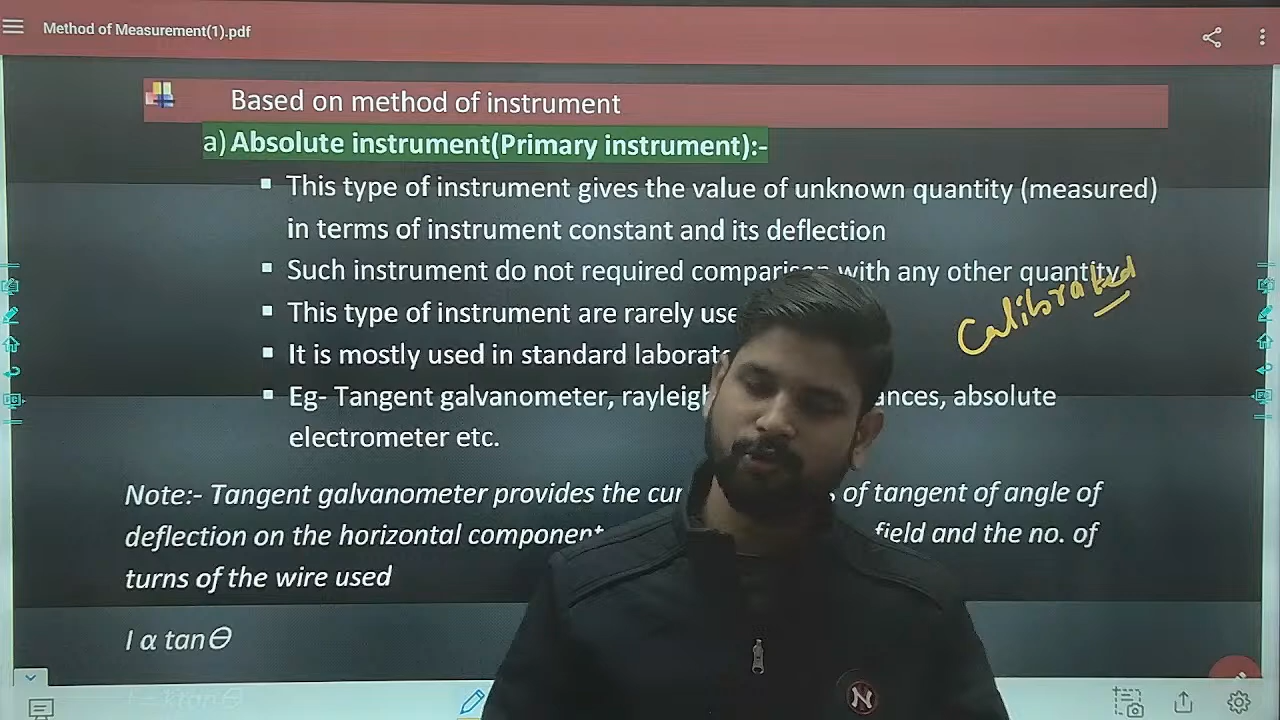 Method of Measurement(1).pdf
Based on method of instrument
a) Absolute instrument(Primary instrument):-
▪ This type of instrument gives the value of unknown quantity (measured)
in terms of instrument constant and its deflection
▪ Such instrument do not required comparison with any other quantity
Calibrated
▪ This type of instrument are rarely use
▪ It is mostly used in standard
▪ Eg- Tangent galvanometer, absolute
electrometer etc.
Note:- Tangent galvanometer provides the of tangent of angle of
deflection on the horizontal component field and the no. of
turns of the wire used
I α tanϴ
I = ktanϴ
N